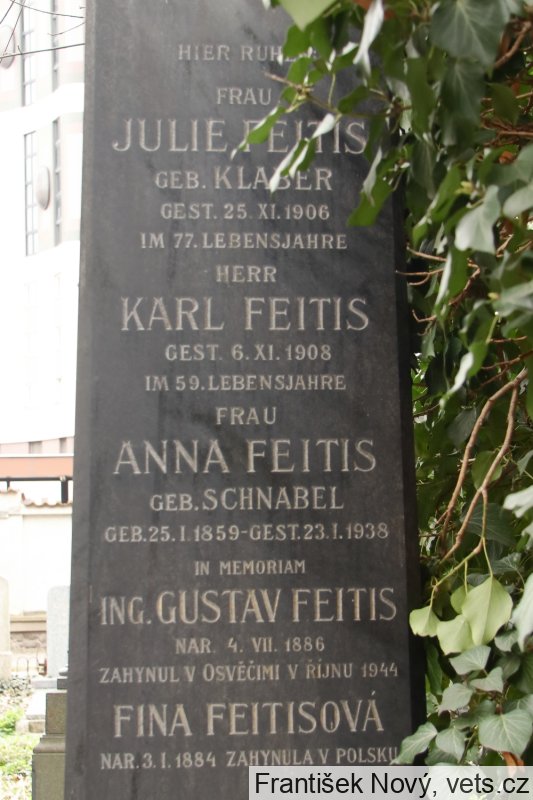 HIER RUHEN
FRAU
JULIE FEITIS
GEB. KLABER
GEST. 25. XI. 1906
IM 77. LEBENSJAHRE
HERR
KARL FEITIS
GEST. 6. XI. 1908
IM 59. LEBENSJAHRE
FRAU
ANNA FEITIS
GEB. SCHNABEL
GEB. 25. I. 1859 - GEST. 23. I. 1938
IN MEMORIAM
ING. GUSTAV FEITIS
NAR. 4. VII. 1886
ZAHYNUL V OSVĚČIMI V ŘÍJNU 1944
FINA FEITISOVÁ
NAR. 3. I. 1884 ZAHYNULA V POLSKU
František Nový, vets.cz